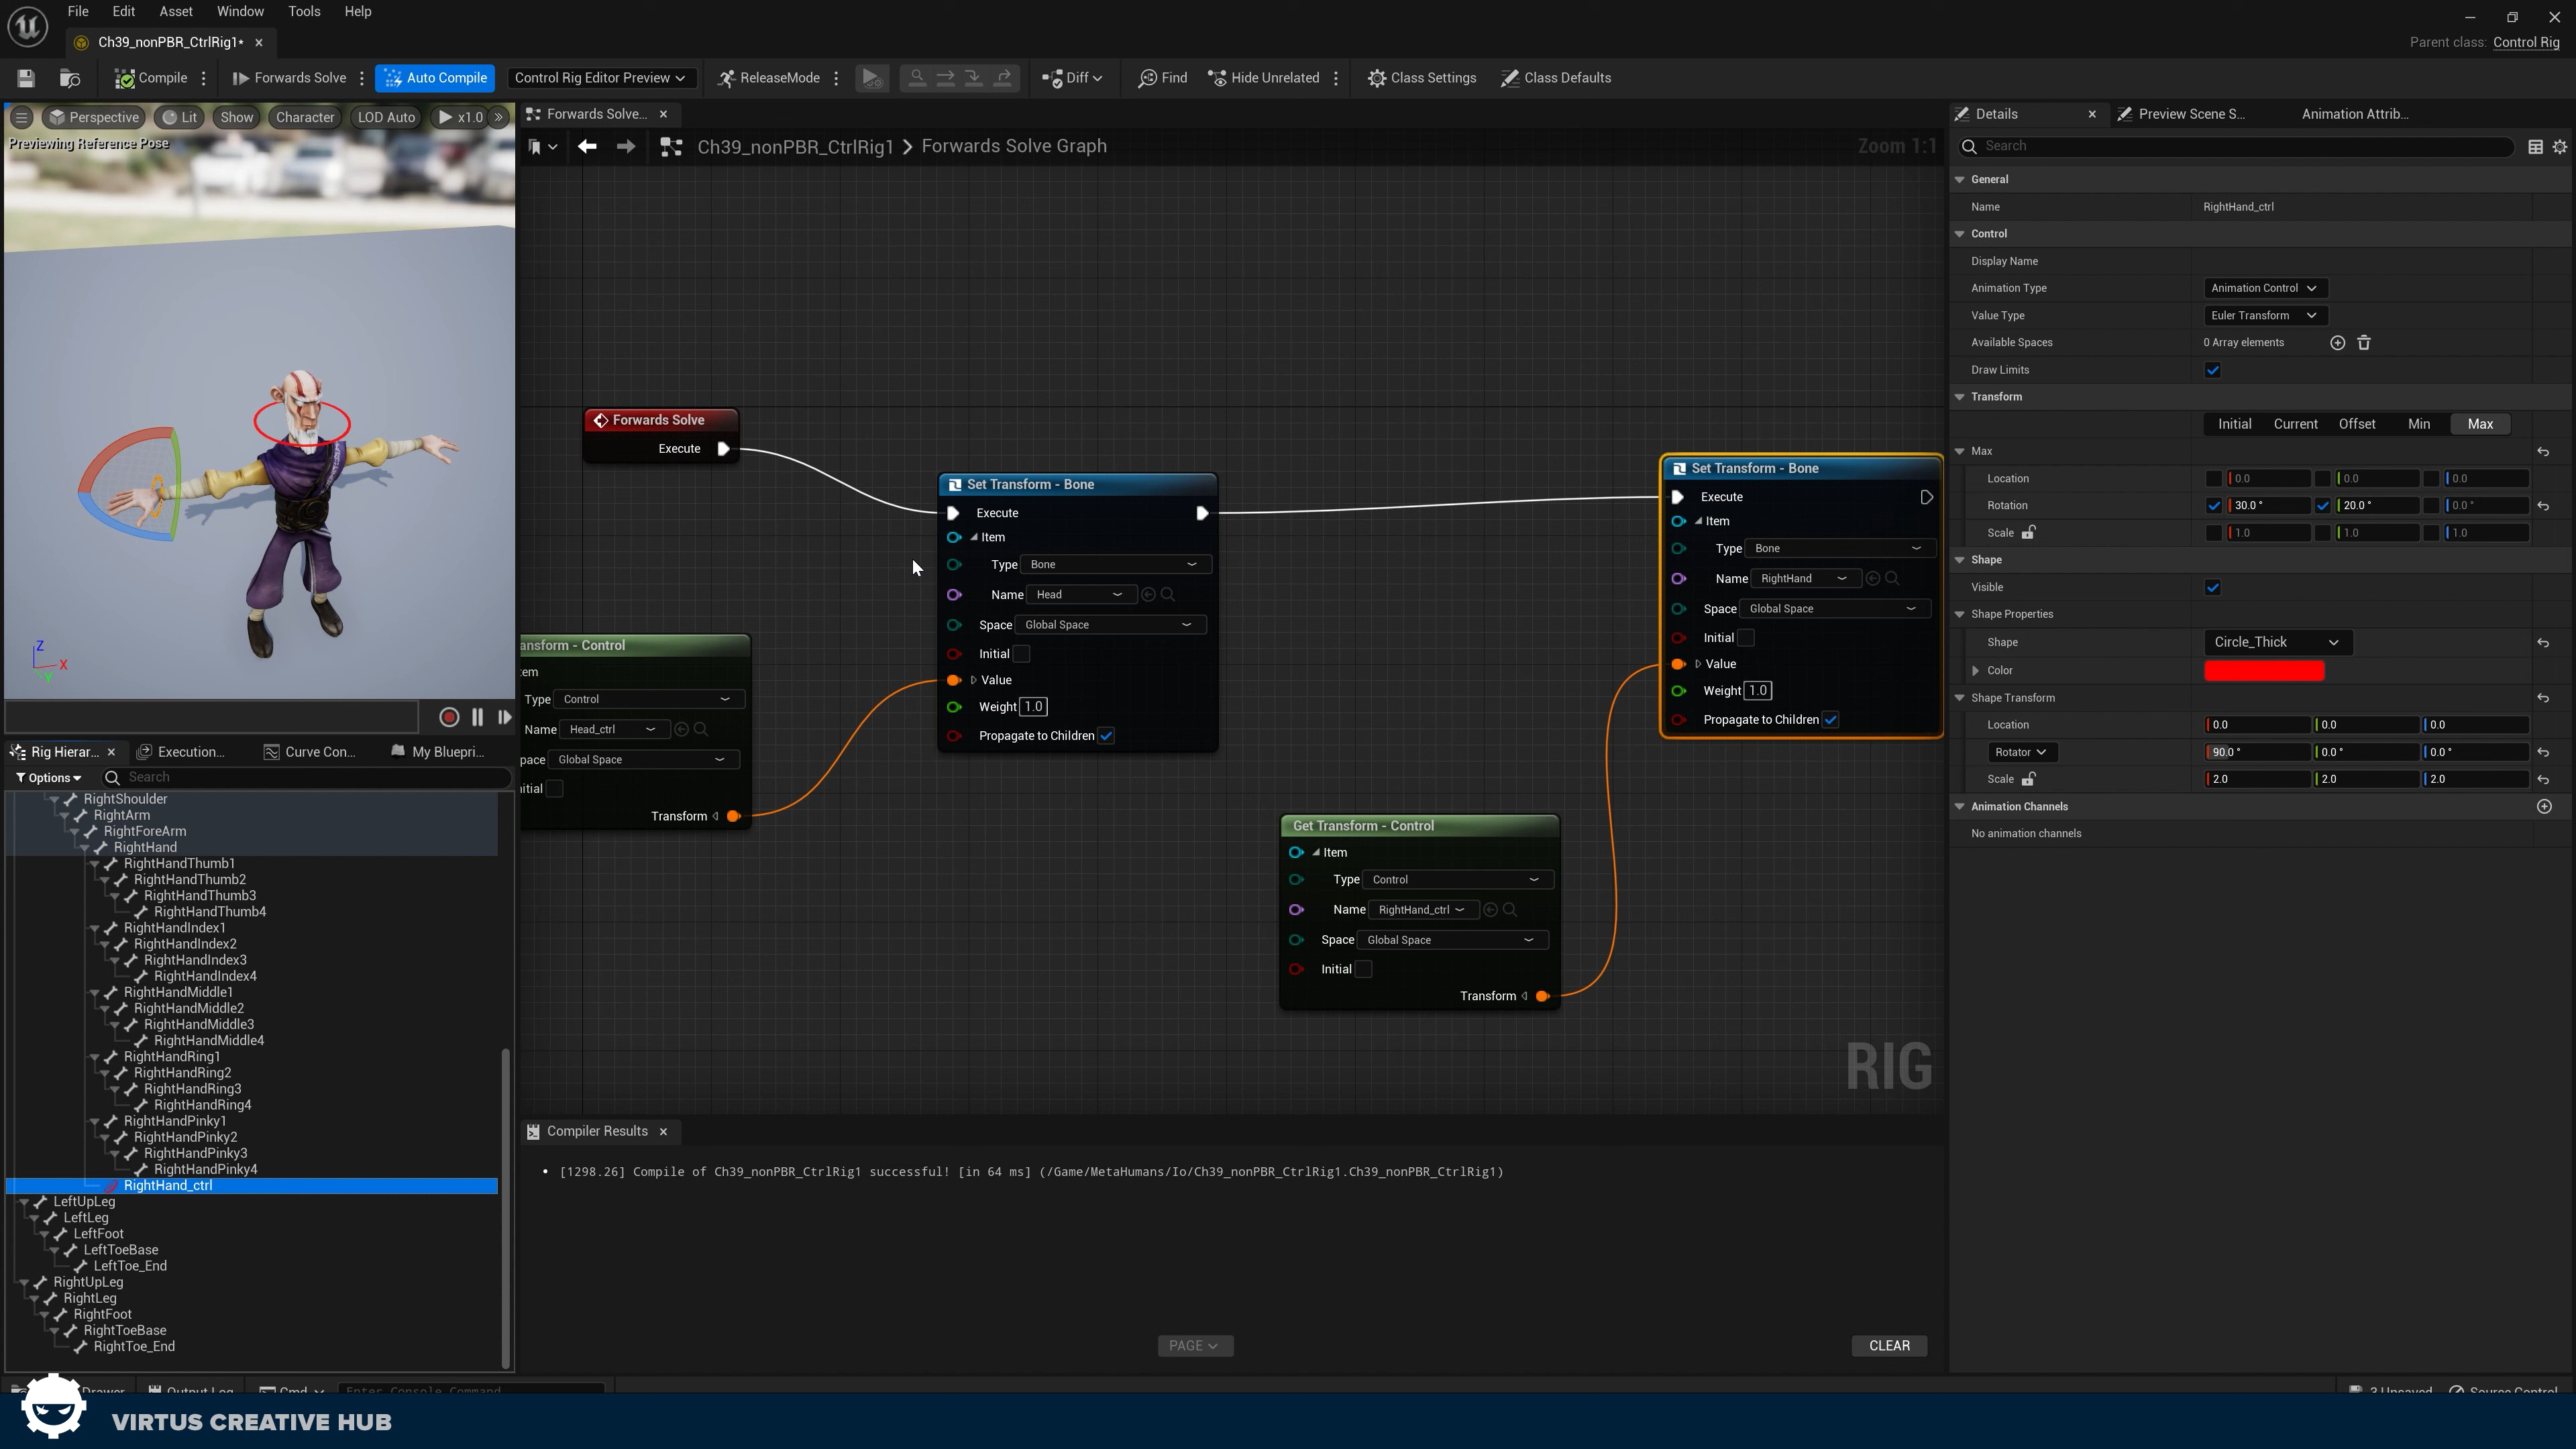 File Edit Asset Window Tools Help
Ch39_nonPBR_CtrlRig1*
Parent class: Control Rig
Compile Forwards Solve Auto Compile Control Rig Editor Preview ReleaseMode Diff Find Hide Unrelated Class Settings Class Defaults
Perspective Lit Show Character LOD Auto x1.0
Previewing Reference Pose
Z
X
Y
Forwards Solve...
Ch39_nonPBR_CtrlRig1 > Forwards Solve Graph
Zoom 1:1
Forwards Solve
Execute
ansform - Control
tem
Type Control
Name Head_ctrl
pace Global Space
nitial
Transform
Set Transform - Bone
Execute
Item
Type Bone
Name Head
Space Global Space
Initial
Value
Weight 1.0
Propagate to Children
Set Transform - Bone
Execute
Item
Type Bone
Name RightHand
Space Global Space
Initial
Value
Weight 1.0
Propagate to Children
Get Transform - Control
Item
Type Control
Name RightHand_ctrl
Space Global Space
Initial
Transform
RIG
Rig Hierar... Execution... Curve Con... My Bluepri...
Options Search
RightShoulder
RightArm
RightForeArm
RightHand
RightHandThumb1
RightHandThumb2
RightHandThumb3
RightHandThumb4
RightHandIndex1
RightHandIndex2
RightHandIndex3
RightHandIndex4
RightHandMiddle1
RightHandMiddle2
RightHandMiddle3
RightHandMiddle4
RightHandRing1
RightHandRing2
RightHandRing3
RightHandRing4
RightHandPinky1
RightHandPinky2
RightHandPinky3
RightHandPinky4
RightHand_ctrl
LeftUpLeg
LeftLeg
LeftFoot
LeftToeBase
LeftToe_End
RightUpLeg
RightLeg
RightFoot
RightToeBase
RightToe_End
Compiler Results
• [1298.26] Compile of Ch39_nonPBR_CtrlRig1 successful! [in 64 ms] (/Game/MetaHumans/Io/Ch39_nonPBR_CtrlRig1.Ch39_nonPBR_CtrlRig1)
PAGE
CLEAR
Details Preview Scene S... Animation Attrib...
Search
General
Name RightHand_ctrl
Control
Display Name
Animation Type Animation Control
Value Type Euler Transform
Available Spaces 0 Array elements
Draw Limits
Transform
Initial Current Offset Min Max
Max
Location 0.0 0.0 0.0
Rotation 30.0 ° 20.0 ° 0.0 °
Scale 1.0 1.0 1.0
Shape
Visible
Shape Properties
Shape Circle_Thick
Color
Shape Transform
Location 0.0 0.0 0.0
Rotator 90.0 ° 0.0 ° 0.0 °
Scale 2.0 2.0 2.0
Animation Channels
No animation channels
Drawer Output Log Cmd Enter Console Command
3 Unsaved Source Control
VIRTUS CREATIVE HUB